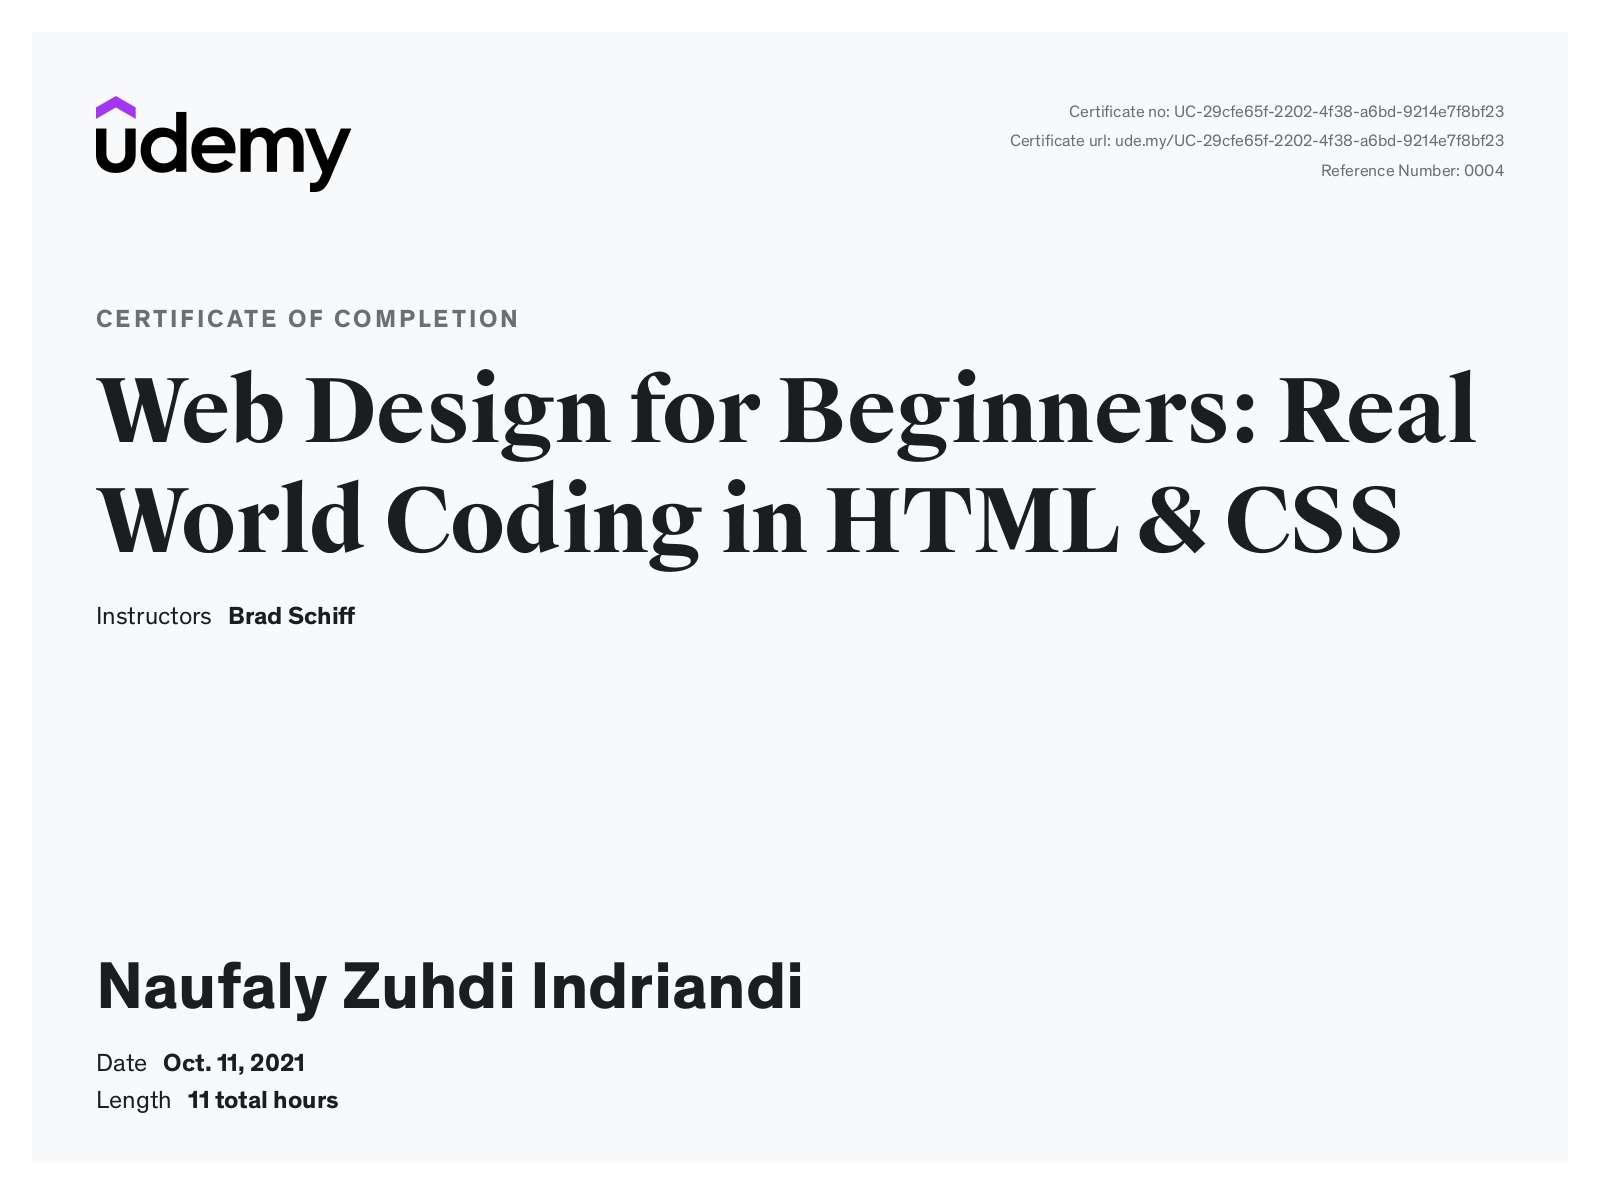 udemy
Certificate no: UC-29cfe65f-2202-4f38-a6bd-9214e7f8bf23
Certificate url: ude.my/UC-29cfe65f-2202-4f38-a6bd-9214e7f8bf23
Reference Number: 0004
CERTIFICATE OF COMPLETION
Web Design for Beginners: Real
World Coding in HTML & CSS
Instructors Brad Schiff
Naufaly Zuhdi Indriandi
Date Oct. 11, 2021
Length 11 total hours